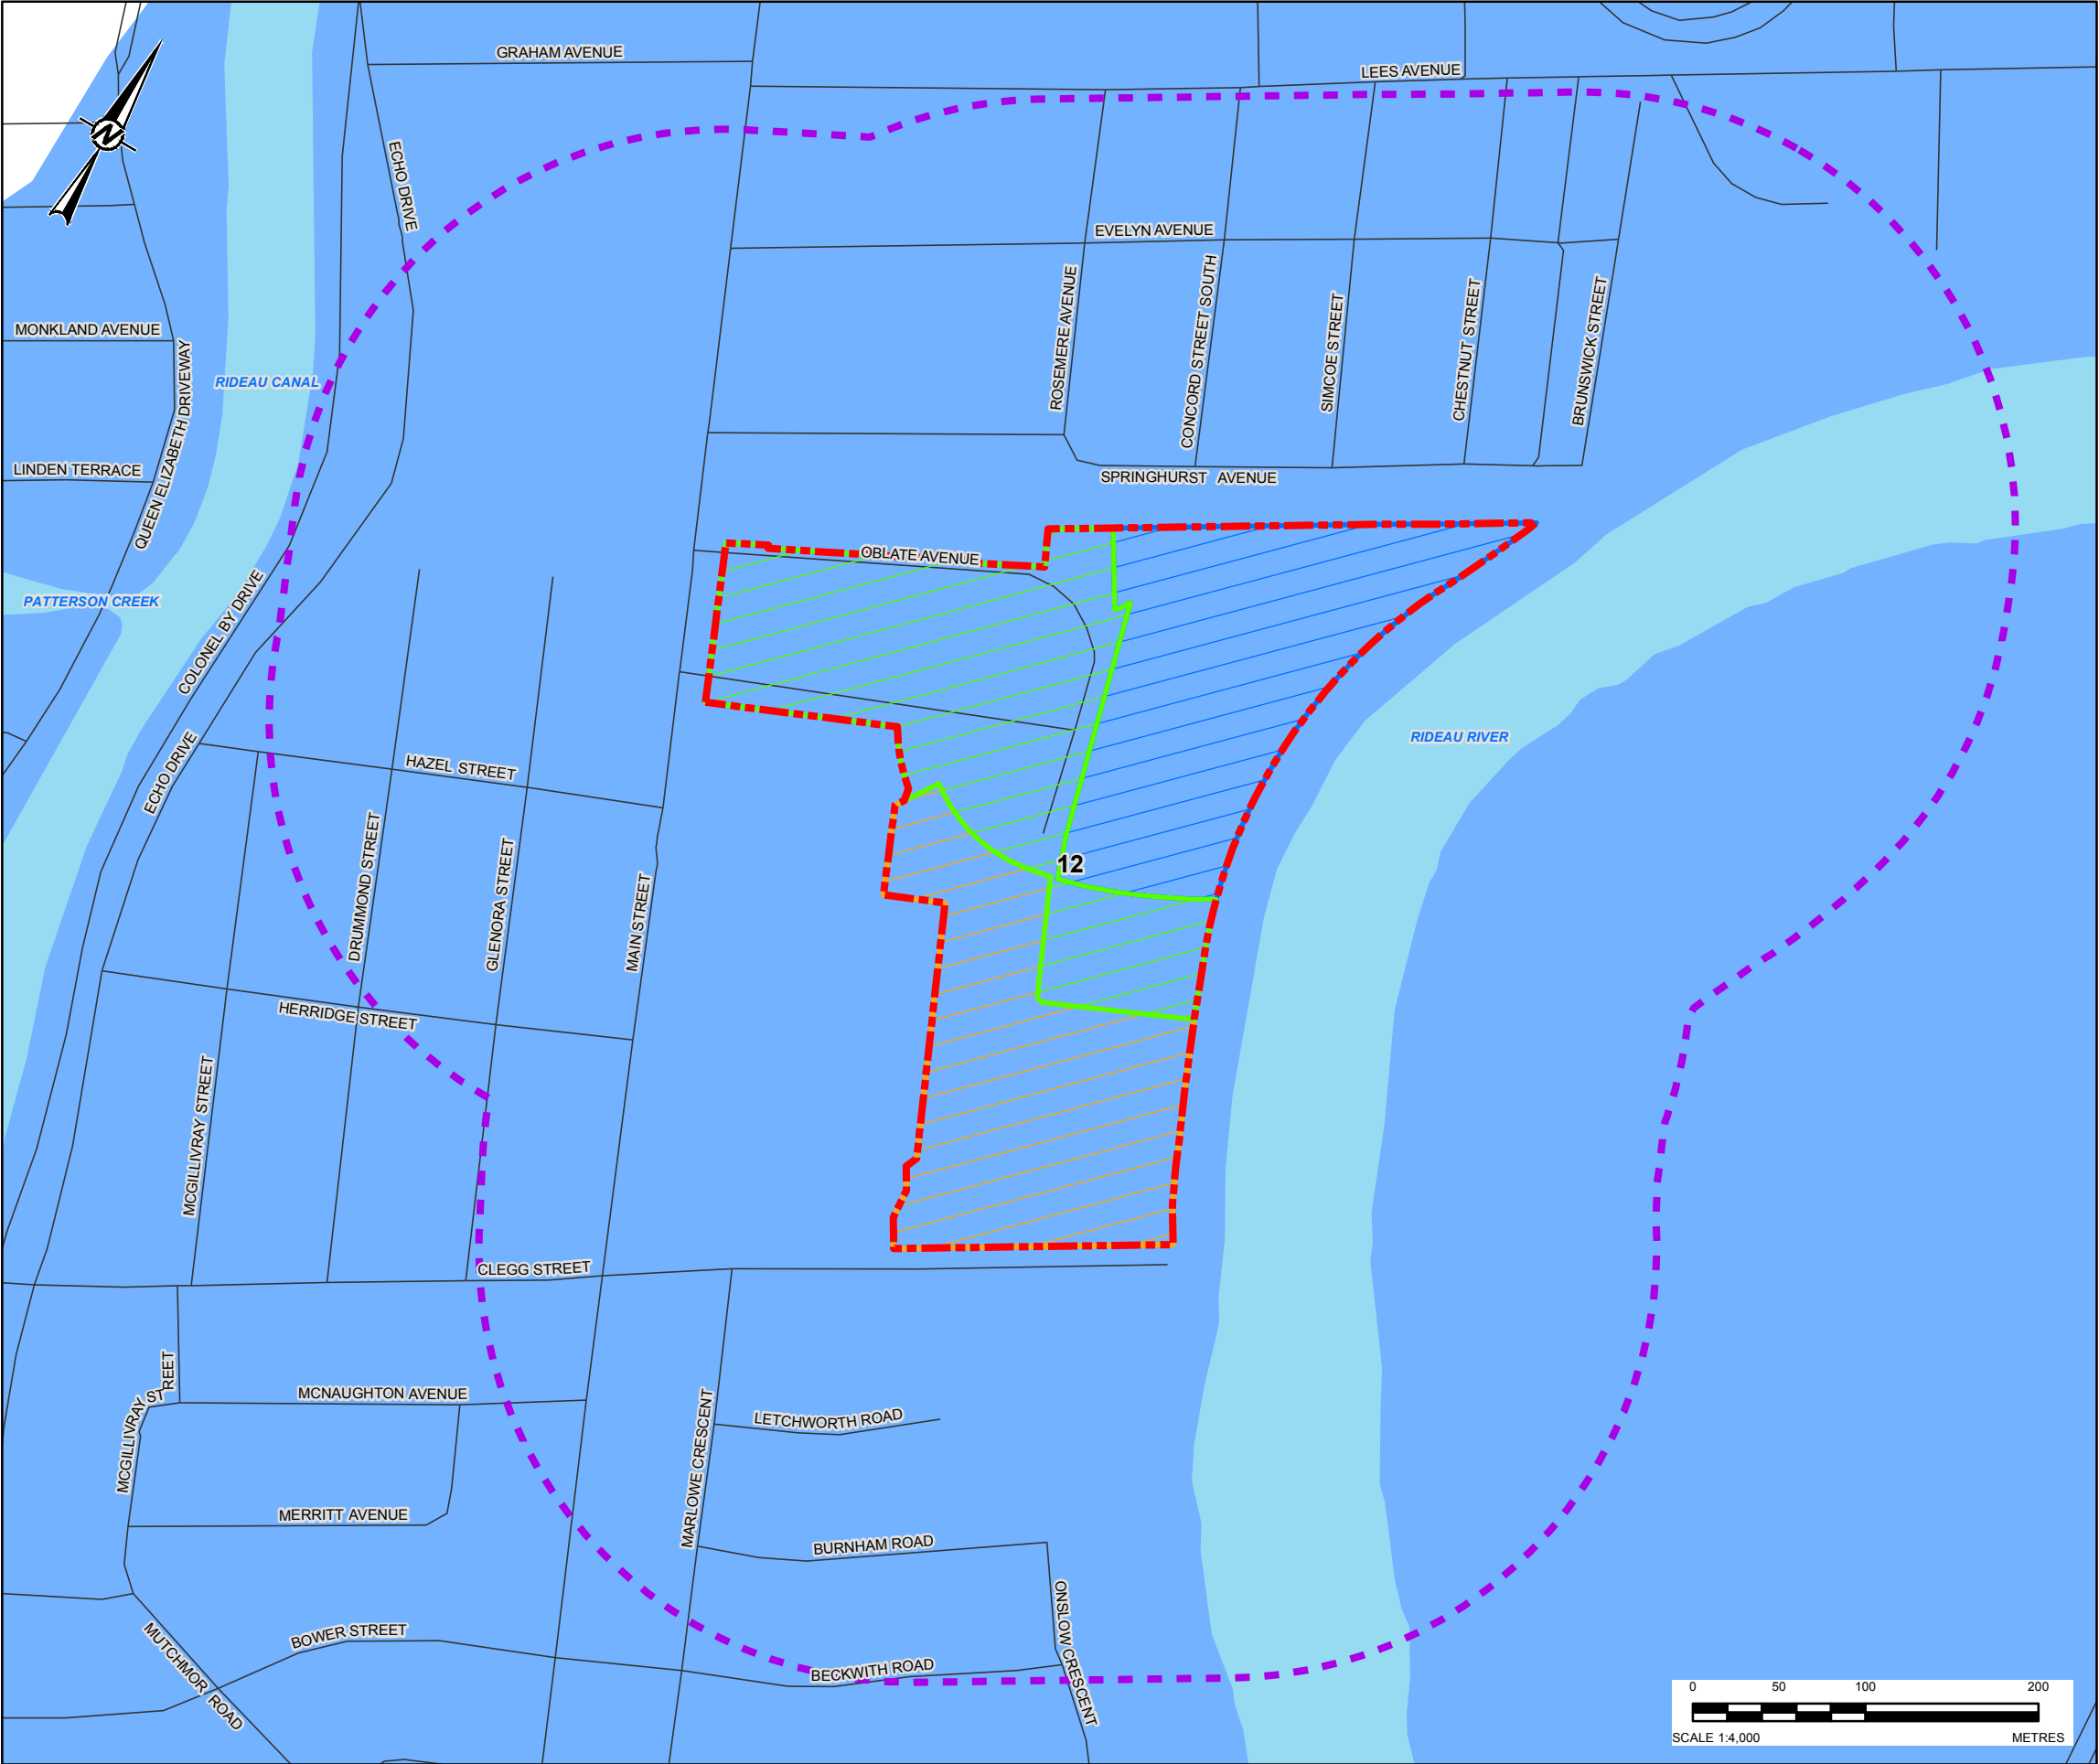 GRAHAM AVENUE
LEES AVENUE
N
ECHO DRIVE
EVELYN AVENUE
ROSEMERE AVENUE
CONCORD STREET SOUTH
SIMCOE STREET
CHESTNUT STREET
BRUNSWICK STREET
MONKLAND AVENUE
QUEEN ELIZABETH DRIVEWAY
RIDEAU CANAL
LINDEN TERRACE
SPRINGHURST AVENUE
OBLATE AVENUE
PATTERSON CREEK
COLONEL BY DRIVE
ECHO DRIVE
RIDEAU RIVER
HAZEL STREET
DRUMMOND STREET
GLENORA STREET
MAIN STREET
12
HERRIDGE STREET
MCGILLIVRAY STREET
CLEGG STREET
MCGILLIVRAY STREET
MCNAUGHTON AVENUE
MARLOWE CRESCENT
LETCHWORTH ROAD
MERRITT AVENUE
BURNHAM ROAD
ONSLOW CRESCENT
BOWER STREET
MUTCHMOR ROAD
BECKWITH ROAD
0 50 100 200
SCALE 1:4,000 METRES